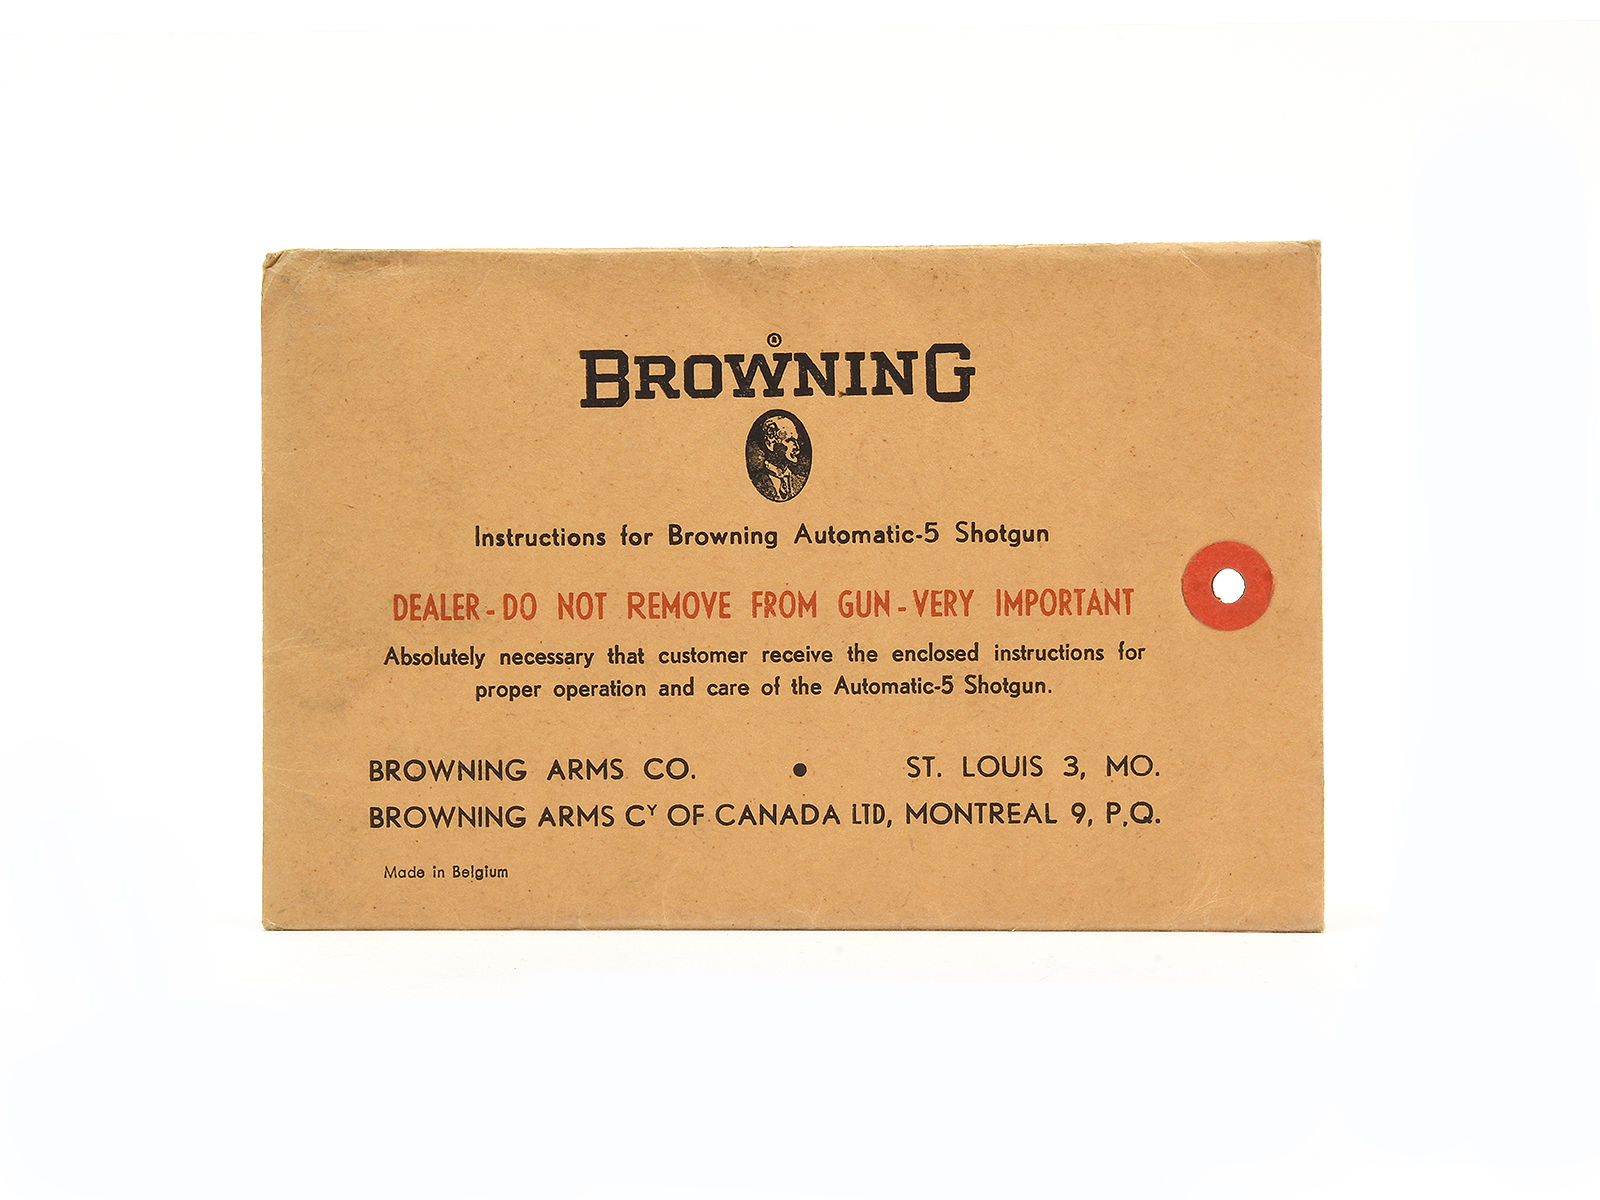 ®
BROWNING
Instructions for Browning Automatic-5 Shotgun
DEALER - DO NOT REMOVE FROM GUN - VERY IMPORTANT
Absolutely necessary that customer receive the enclosed instructions for
proper operation and care of the Automatic-5 Shotgun.
BROWNING ARMS CO. • ST. LOUIS 3, MO.
BROWNING ARMS Cʸ OF CANADA LTD, MONTREAL 9, P.Q.
Made in Belgium